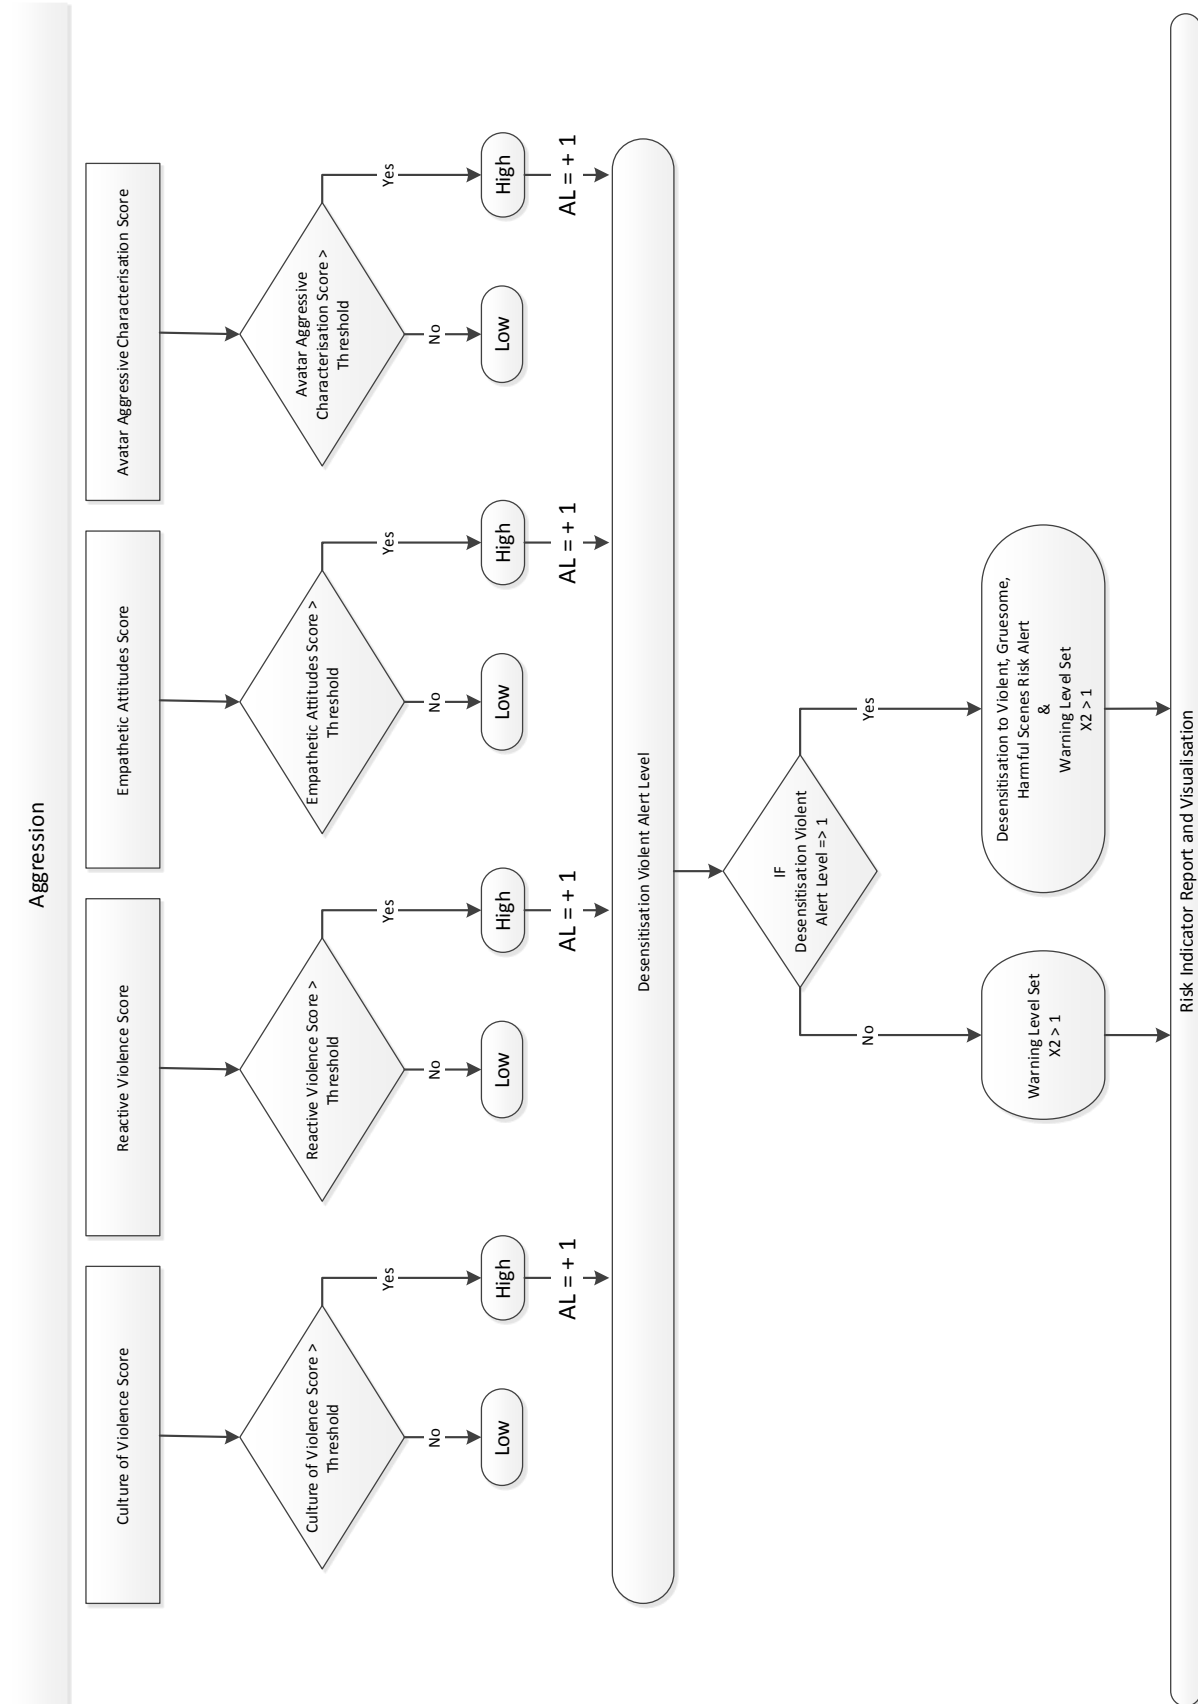 Aggression
Culture of Violence Score
Reactive Violence Score
Empathetic Attitudes Score
Avatar Aggressive Characterisation Score
Culture of Violence Score >
Threshold
Reactive Violence Score >
Threshold
Empathetic Attitudes Score >
Threshold
Avatar Aggressive
Characterisation Score >
Threshold
No
Yes
No
Yes
No
Yes
No
Yes
Low
High
Low
High
Low
High
Low
High
AL = + 1
AL = + 1
AL = + 1
AL = + 1
Desensitisation Violent Alert Level
IF
Desensitisation Violent
Alert Level => 1
No
Yes
Warning Level Set
X2 > 1
Desensitisation to Violent, Gruesome,
Harmful Scenes Risk Alert
&
Warning Level Set
X2 > 1
Risk Indicator Report and Visualisation